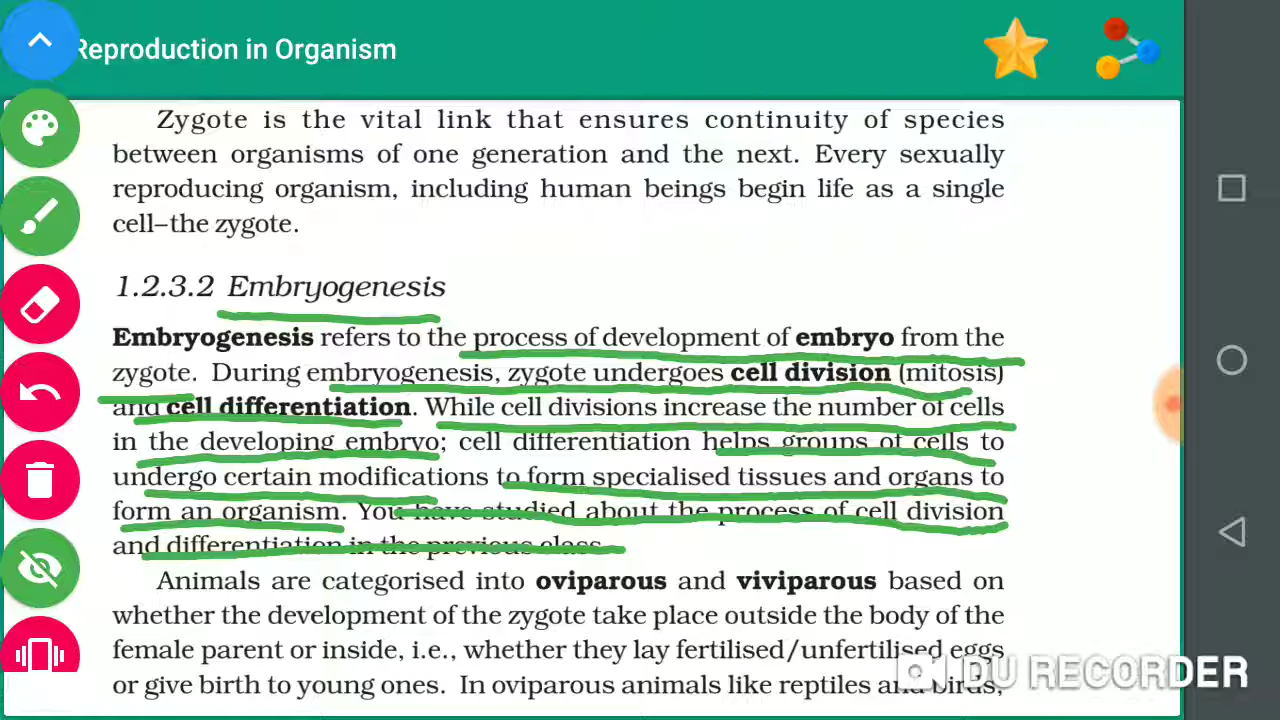 Reproduction in Organism
Zygote is the vital link that ensures continuity of species
between organisms of one generation and the next. Every sexually
reproducing organism, including human beings begin life as a single
cell–the zygote.
1.2.3.2 Embryogenesis
Embryogenesis refers to the process of development of embryo from the
zygote. During embryogenesis, zygote undergoes cell division (mitosis)
and cell differentiation. While cell divisions increase the number of cells
in the developing embryo; cell differentiation helps groups of cells to
undergo certain modifications to form specialised tissues and organs to
form an organism. You have studied about the process of cell division
and differentiation in the previous class.
Animals are categorised into oviparous and viviparous based on
whether the development of the zygote take place outside the body of the
female parent or inside, i.e., whether they lay fertilised/unfertilised eggs
or give birth to young ones. In oviparous animals like reptiles and birds,
DU RECORDER